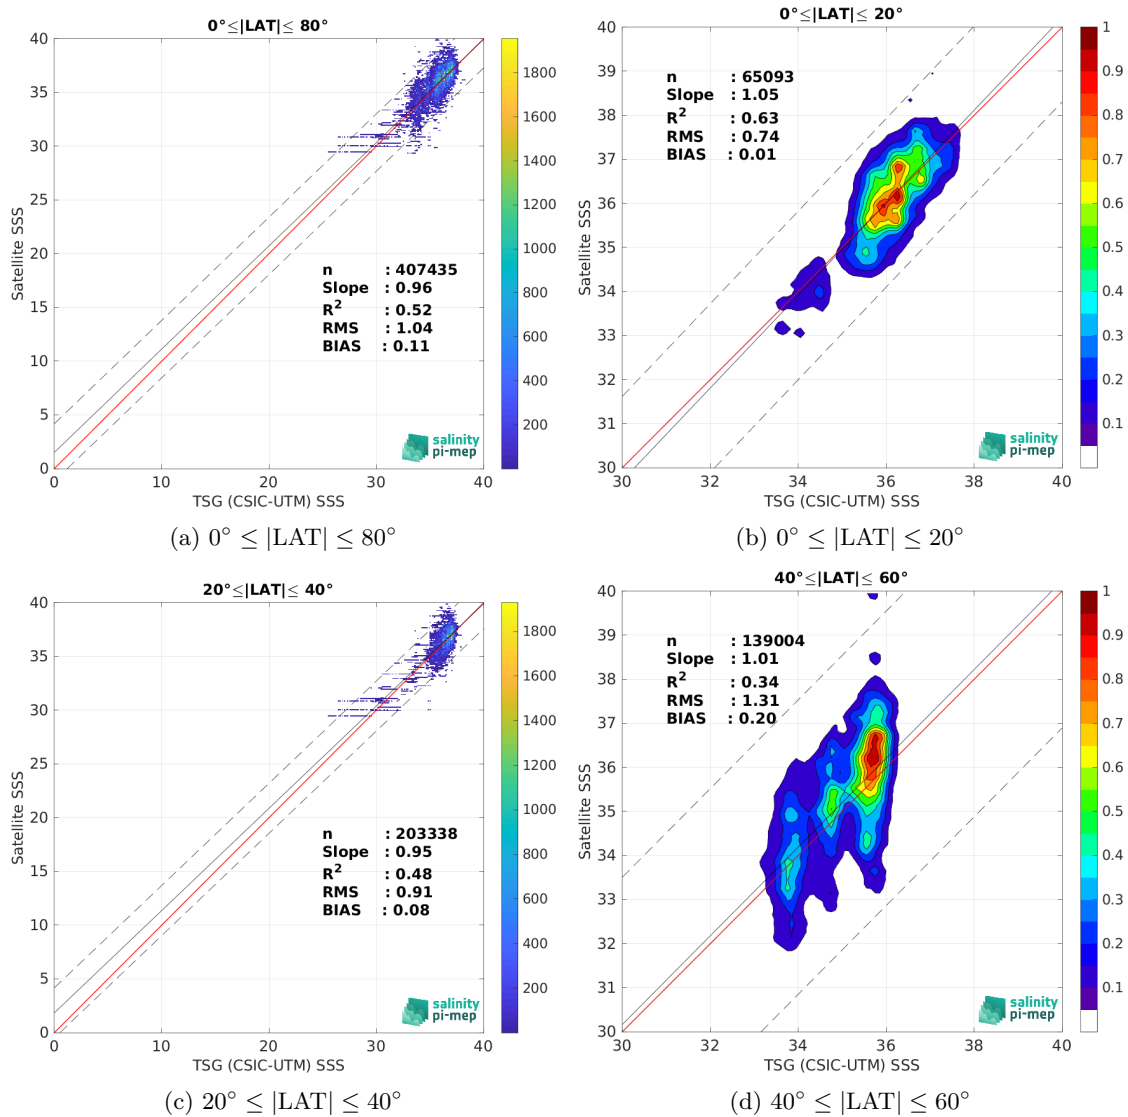 0°≤|LAT|≤ 80°
Satellite SSS
40
35
30
25
20
15
10
5
0
0 10 20 30 40
TSG (CSIC-UTM) SSS
n : 407435
Slope : 0.96
R² : 0.52
RMS : 1.04
BIAS : 0.11
salinity
pi-mep
1800
1600
1400
1200
1000
800
600
400
200
(a) 0° ≤ |LAT| ≤ 80°
0°≤|LAT|≤ 20°
Satellite SSS
40
39
38
37
36
35
34
33
32
31
30
30 32 34 36 38 40
TSG (CSIC-UTM) SSS
n : 65093
Slope : 1.05
R² : 0.63
RMS : 0.74
BIAS : 0.01
salinity
pi-mep
1
0.9
0.8
0.7
0.6
0.5
0.4
0.3
0.2
0.1
(b) 0° ≤ |LAT| ≤ 20°
20°≤|LAT|≤ 40°
Satellite SSS
40
35
30
25
20
15
10
5
0
0 10 20 30 40
TSG (CSIC-UTM) SSS
n : 203338
Slope : 0.95
R² : 0.48
RMS : 0.91
BIAS : 0.08
salinity
pi-mep
1800
1600
1400
1200
1000
800
600
400
200
(c) 20° ≤ |LAT| ≤ 40°
40°≤|LAT|≤ 60°
Satellite SSS
40
39
38
37
36
35
34
33
32
31
30
30 32 34 36 38 40
TSG (CSIC-UTM) SSS
n : 139004
Slope : 1.01
R² : 0.34
RMS : 1.31
BIAS : 0.20
salinity
pi-mep
1
0.9
0.8
0.7
0.6
0.5
0.4
0.3
0.2
0.1
(d) 40° ≤ |LAT| ≤ 60°